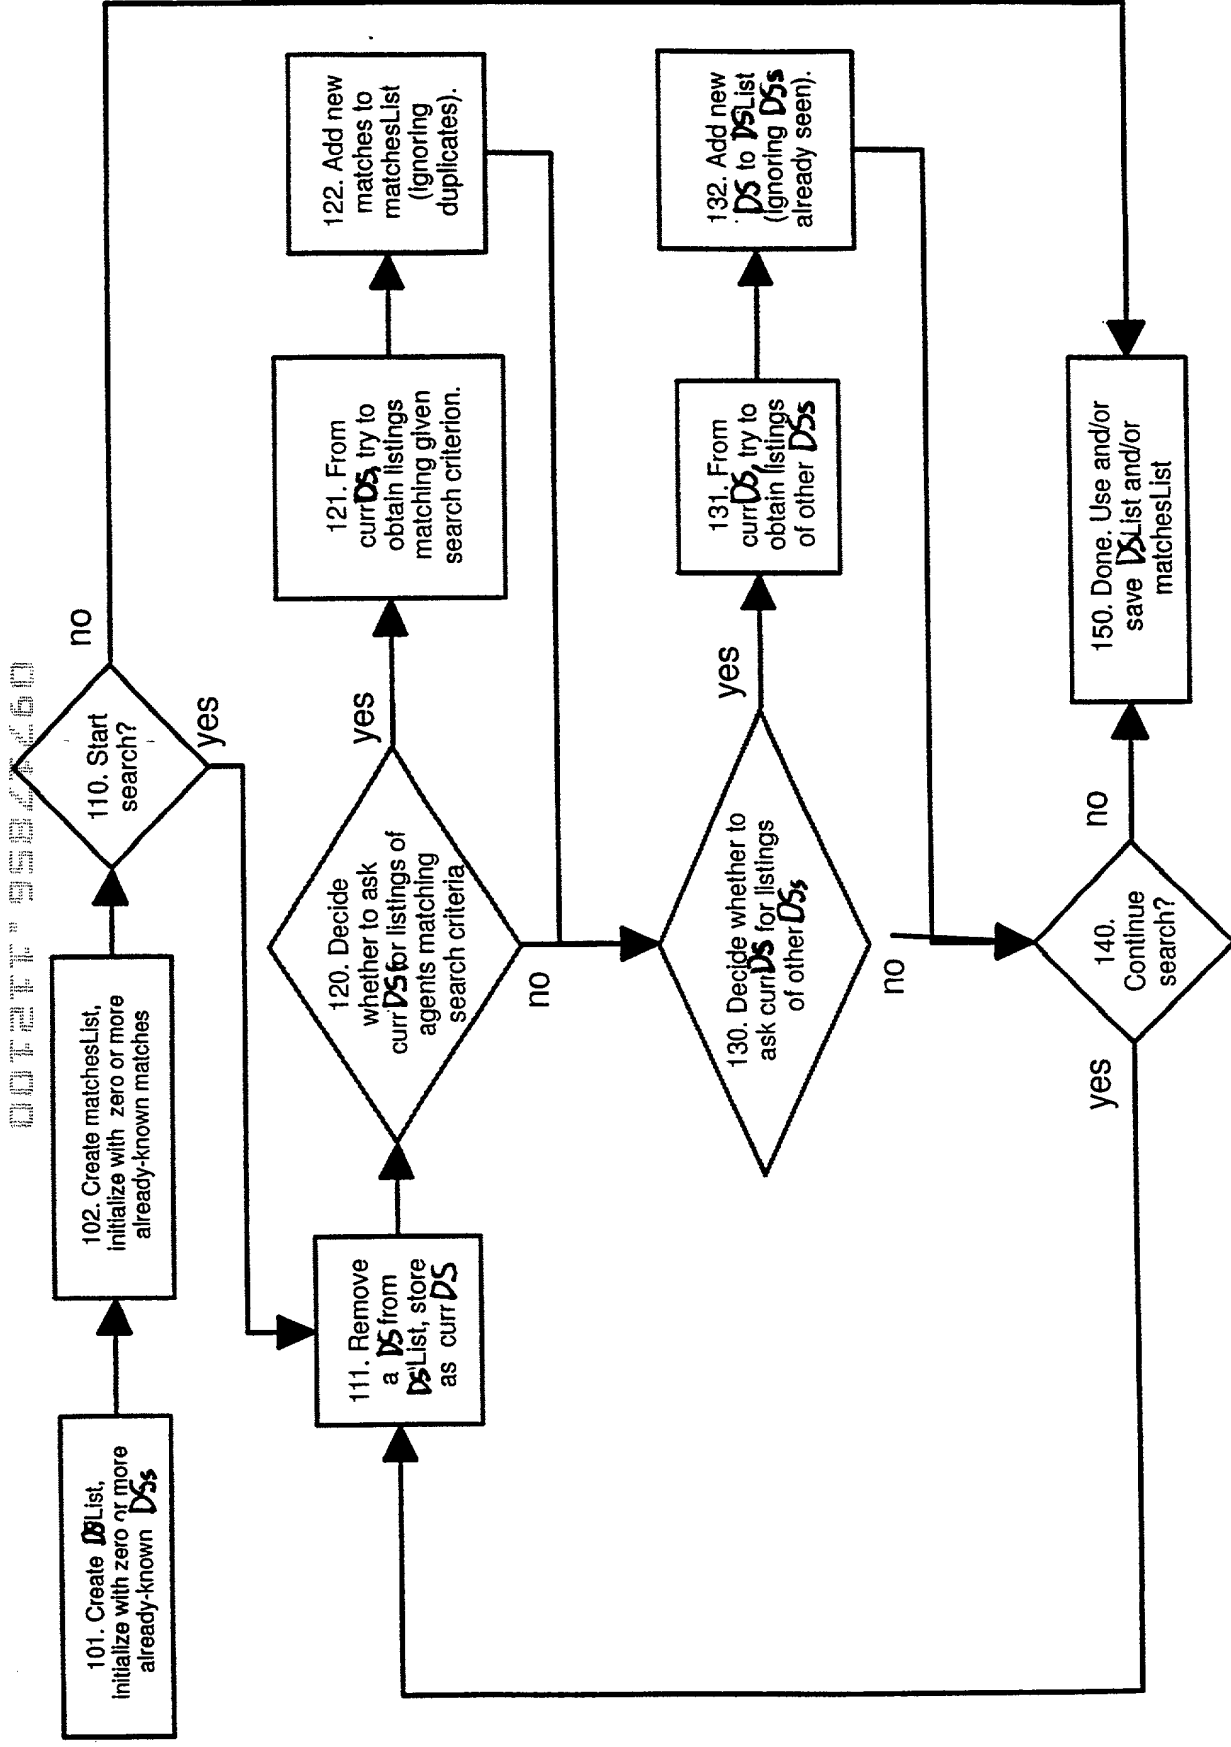 101. Create DSList,
initialize with zero or more
already-known DSs
102. Create matchesList,
initialize with zero or more
already-known matches
110. Start
search?
no
yes
111. Remove
a DS from
DSList, store
as curr DS
120. Decide
whether to ask
currDS for listings of
agents matching
search criteria
yes
no
121. From
currDS, try to
obtain listings
matching given
search criterion.
122. Add new
matches to
matchesList
(ignoring
duplicates).
130. Decide whether to
ask currDS for listings
of other DSs
yes
no
131. From
currDS, try to
obtain listings
of other DSs
132. Add new
DS to DSList
(ignoring DSs
already seen).
140.
Continue
search?
yes
no
150. Done. Use and/or
save DSList and/or
matchesList